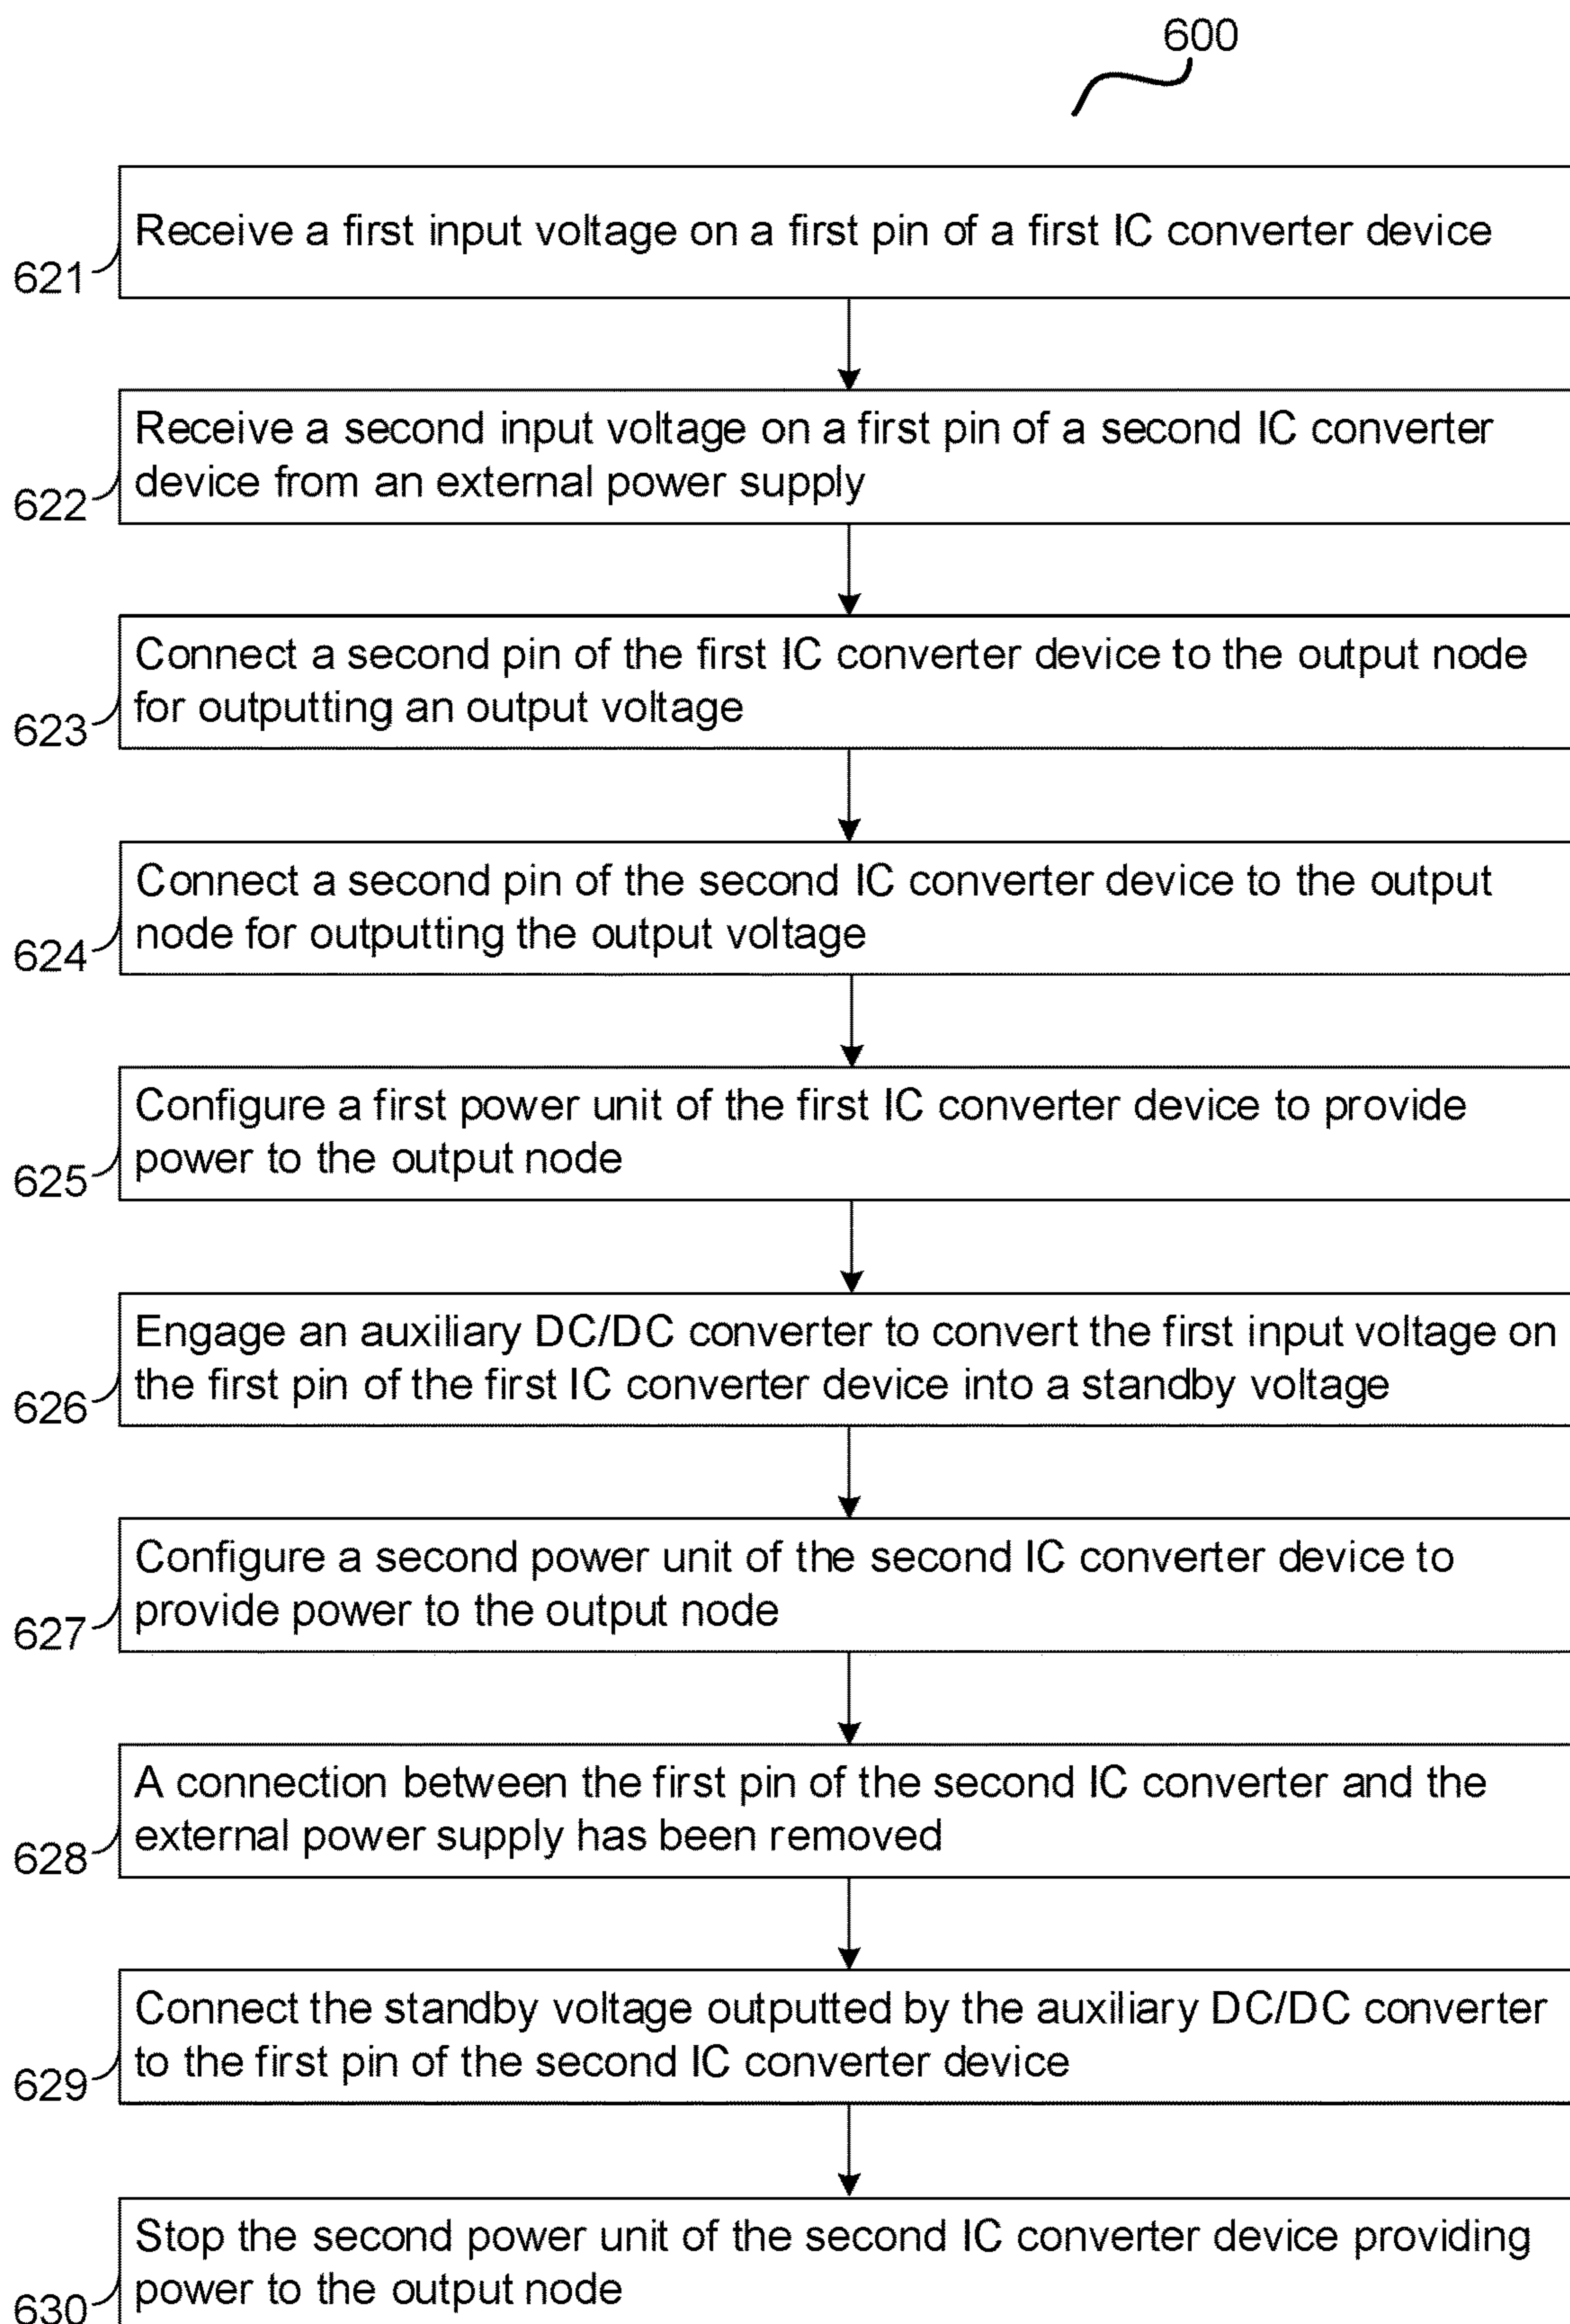 600
Receive a first input voltage on a first pin of a first IC converter device
621
Receive a second input voltage on a first pin of a second IC converter
device from an external power supply
622
Connect a second pin of the first IC converter device to the output node
for outputting an output voltage
623
Connect a second pin of the second IC converter device to the output
node for outputting the output voltage
624
Configure a first power unit of the first IC converter device to provide
power to the output node
625
Engage an auxiliary DC/DC converter to convert the first input voltage on
the first pin of the first IC converter device into a standby voltage
626
Configure a second power unit of the second IC converter device to
provide power to the output node
627
A connection between the first pin of the second IC converter and the
external power supply has been removed
628
Connect the standby voltage outputted by the auxiliary DC/DC converter
to the first pin of the second IC converter device
629
Stop the second power unit of the second IC converter device providing
power to the output node
630